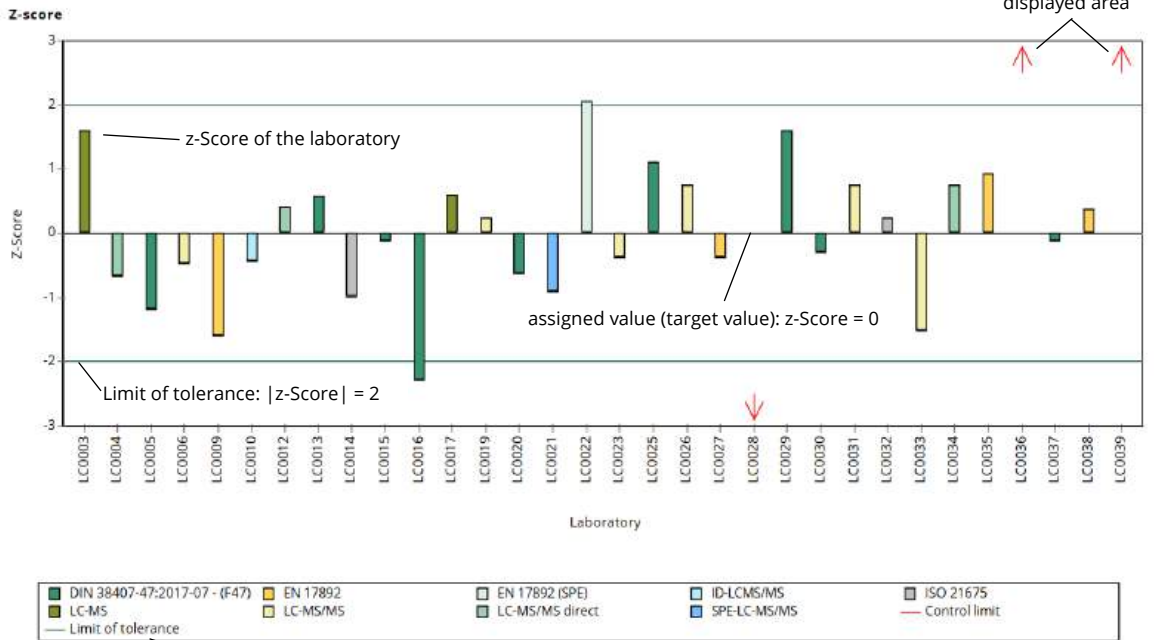 displayed area
Z-score
3
2
z-Score of the laboratory
1
Z-Score
0
-1
assigned value (target value): z-Score = 0
-2
Limit of tolerance: |z-Score| = 2
-3
LC0003 LC0004 LC0005 LC0006 LC0009 LC0010 LC0012 LC0013 LC0014 LC0015 LC0016 LC0017 LC0019 LC0020 LC0021 LC0022 LC0023 LC0025 LC0026 LC0027 LC0028 LC0029 LC0030 LC0031 LC0032 LC0033 LC0034 LC0035 LC0036 LC0037 LC0038 LC0039
Laboratory
DIN 38407-47:2017-07 - (F47) EN 17892 EN 17892 (SPE) ID-LCMS/MS ISO 21675
LC-MS LC-MS/MS LC-MS/MS direct SPE-LC-MS/MS Control limit
Limit of tolerance